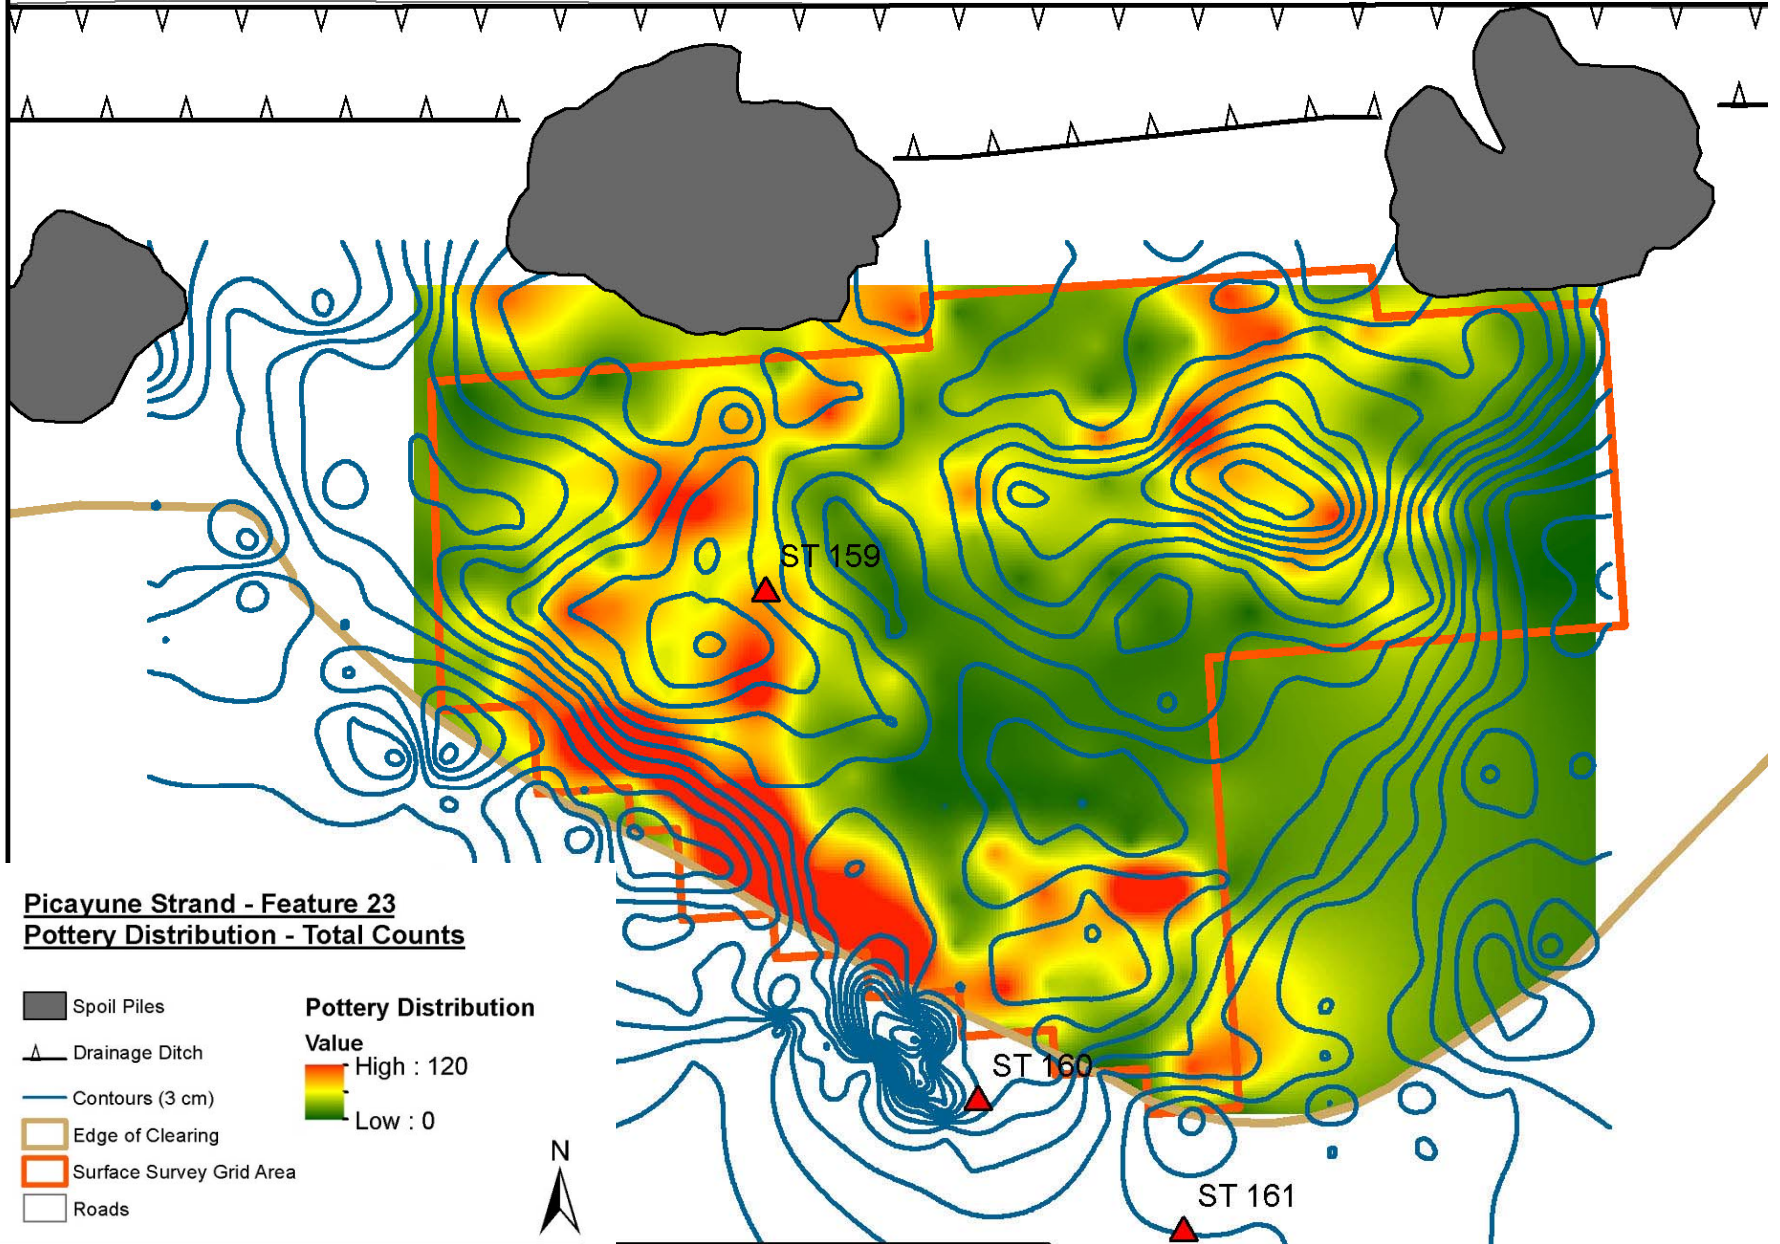 ST 159
ST 160
ST 161
Picayune Strand - Feature 23
Pottery Distribution - Total Counts
Spoil Piles
Drainage Ditch
Contours (3 cm)
Edge of Clearing
Surface Survey Grid Area
Roads
Pottery Distribution
Value
High : 120
Low : 0
N